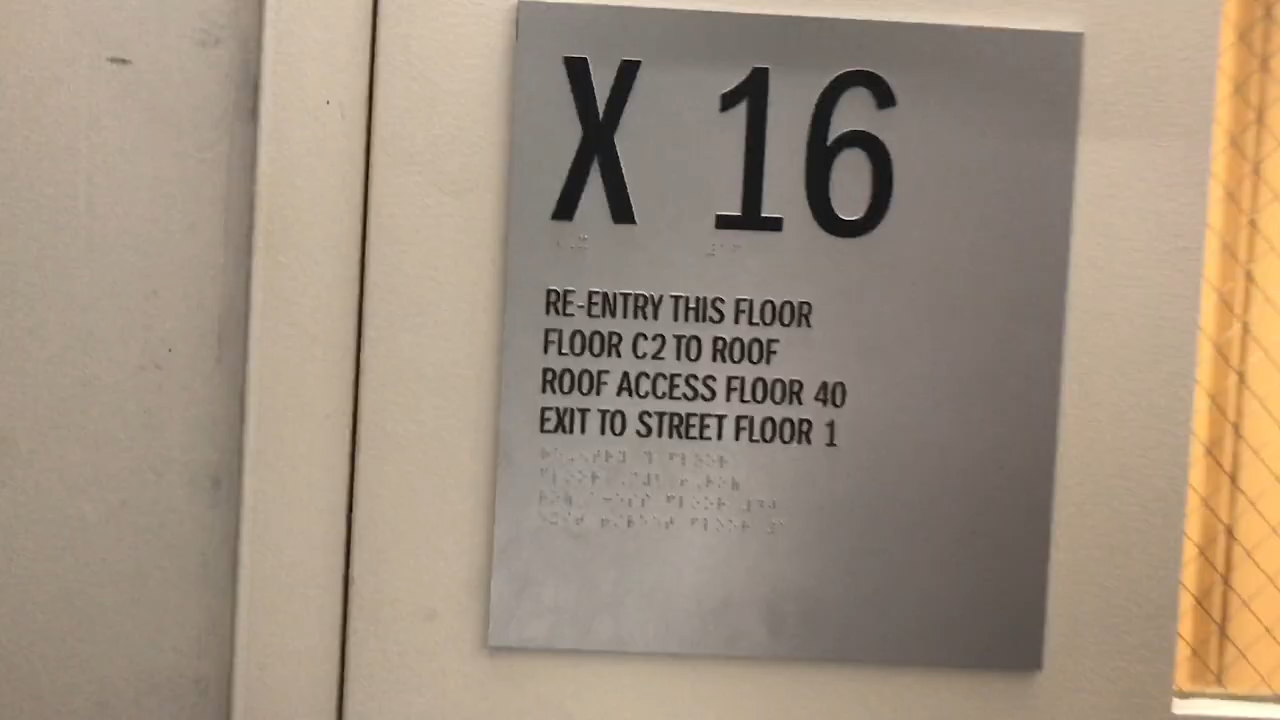 X 16
RE-ENTRY THIS FLOOR
FLOOR C2 TO ROOF
ROOF ACCESS FLOOR 40
EXIT TO STREET FLOOR 1